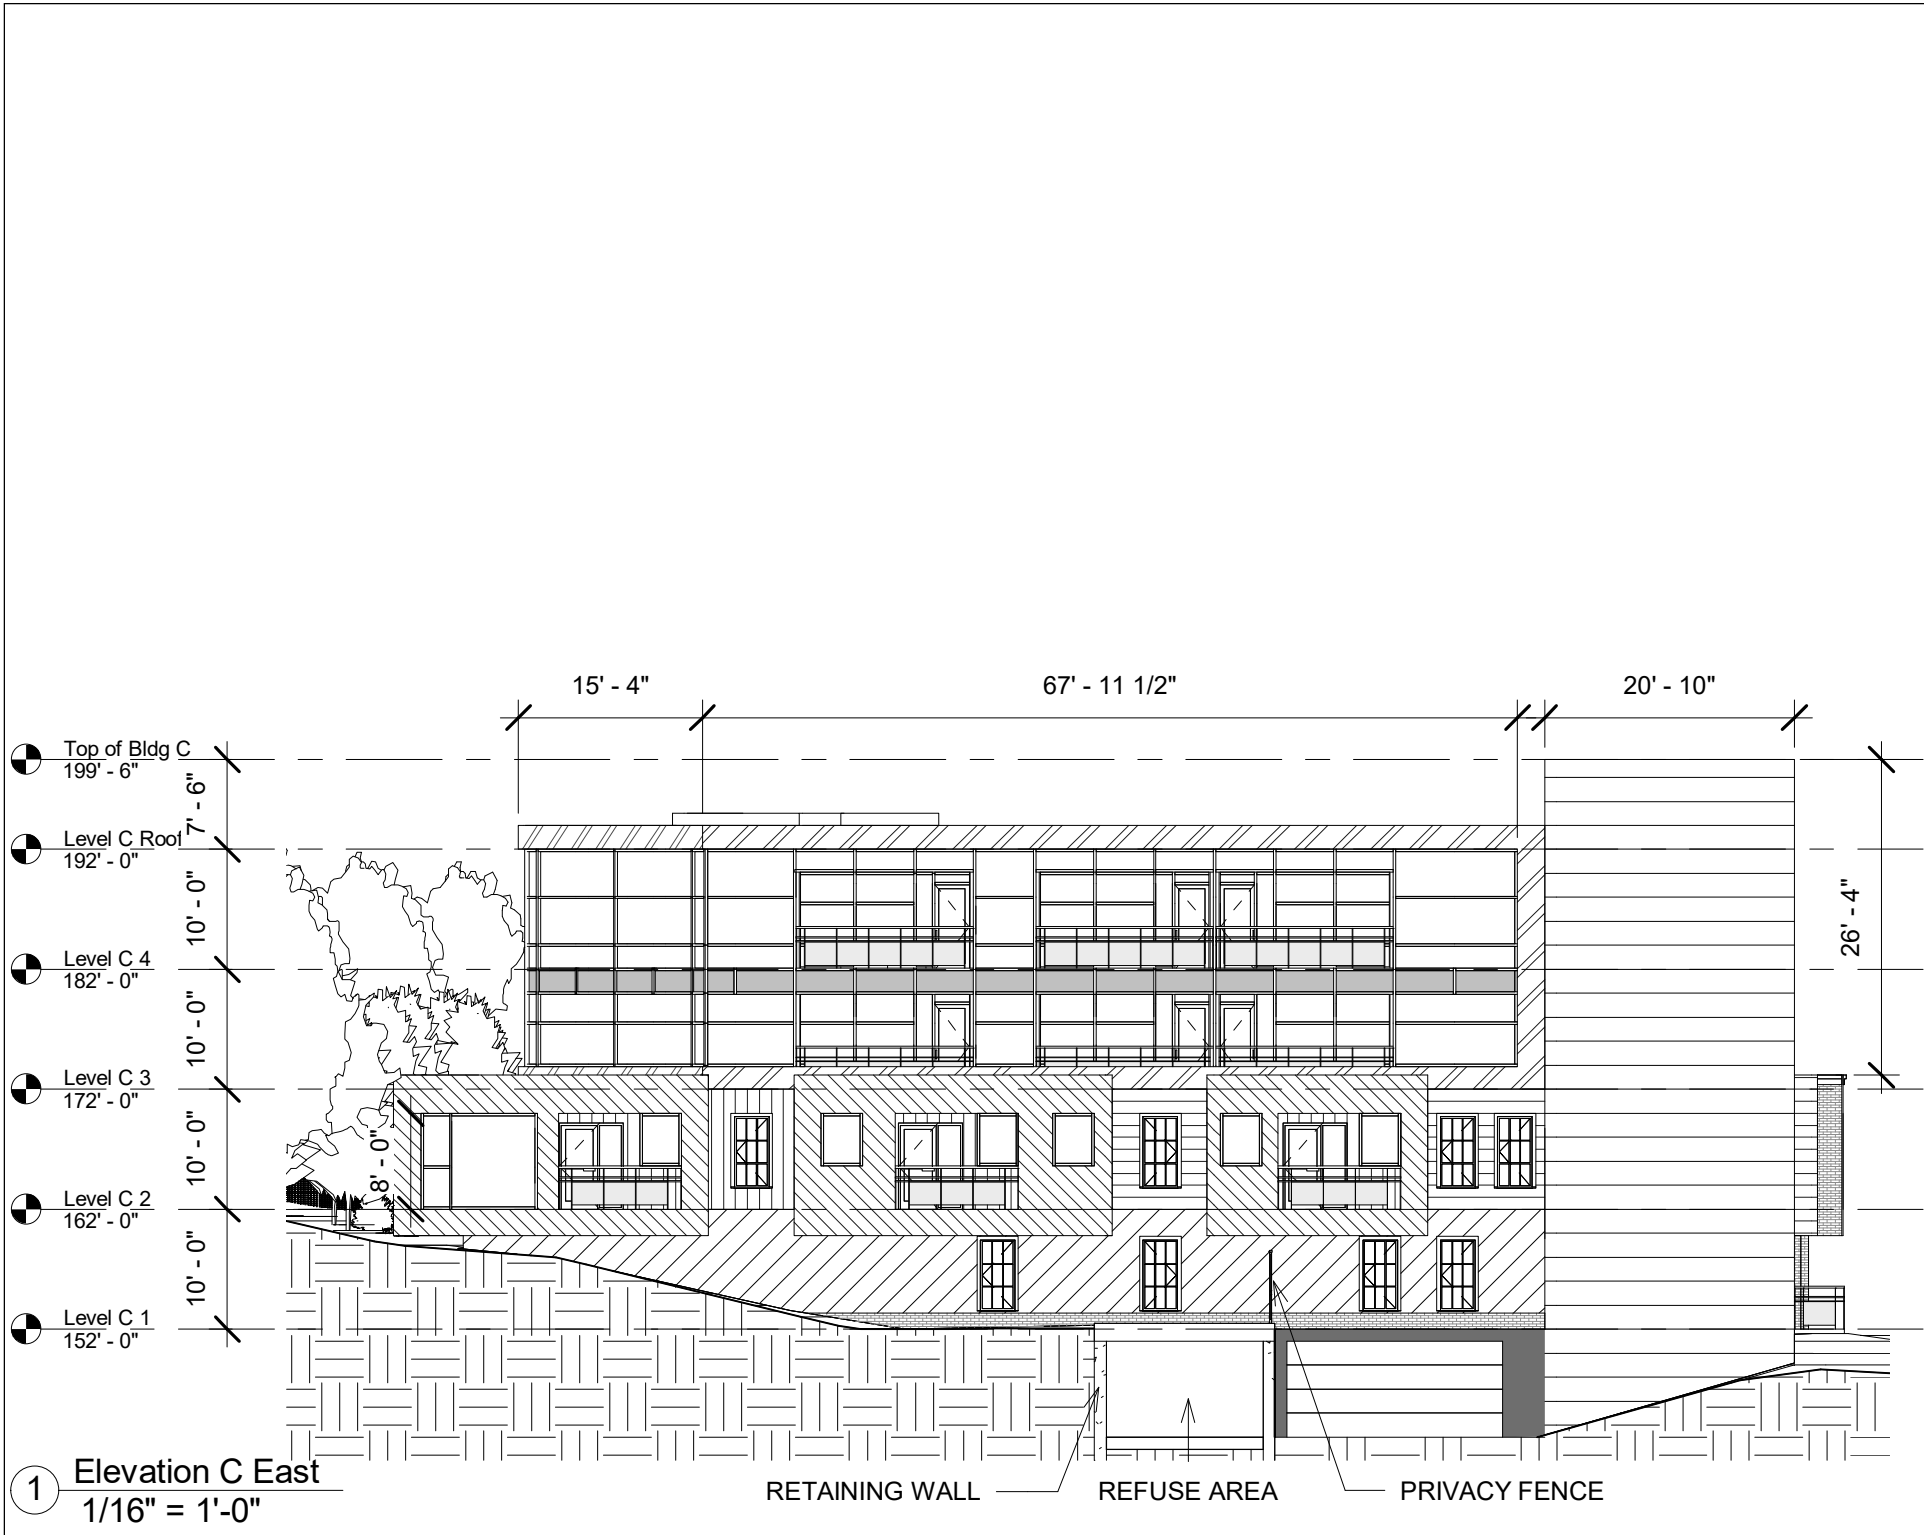 15' - 4"
67' - 11 1/2"
20' - 10"
Top of Bldg C
199' - 6"
7' - 6"
Level C Roof
192' - 0"
10' - 0"
26' - 4"
Level C 4
182' - 0"
10' - 0"
Level C 3
172' - 0"
10' - 0"
8' - 0"
Level C 2
162' - 0"
10' - 0"
Level C 1
152' - 0"
1
Elevation C East
1/16" = 1'-0"
RETAINING WALL
REFUSE AREA
PRIVACY FENCE